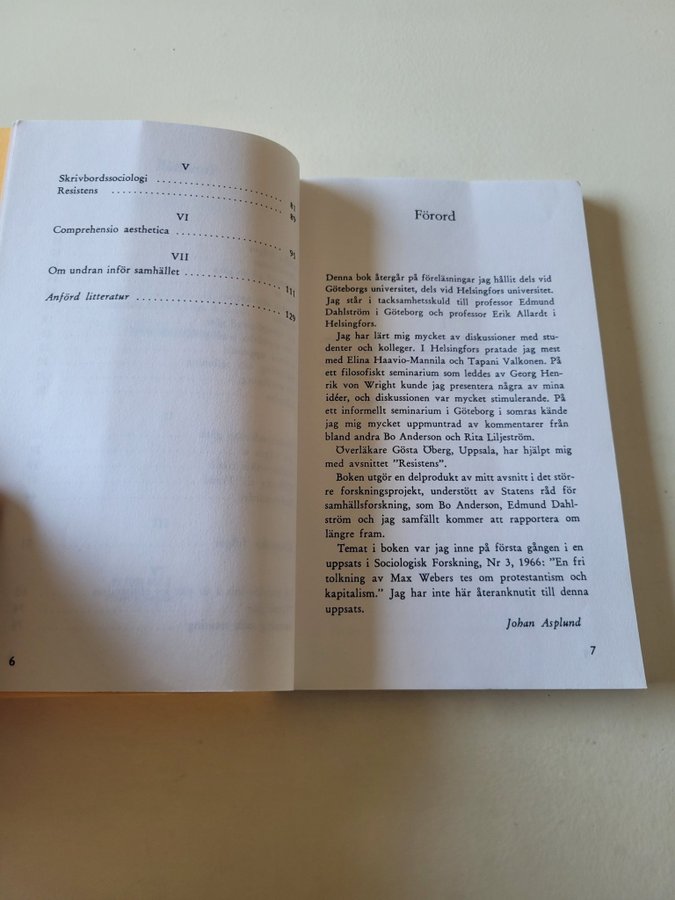 V
Skrivbordssociologi .......................... 81
Resistens .......................... 89
VI
Comprehensio aesthetica .......................... 91
VII
Om undran inför samhället .......................... 111
Anförd litteratur .......................... 129
6
Förord
Denna bok återgår på föreläsningar jag hållit dels vid
Göteborgs universitet, dels vid Helsingfors universitet.
Jag står i tacksamhetsskuld till professor Edmund
Dahlström i Göteborg och professor Erik Allardt i
Helsingfors.
Jag har lärt mig mycket av diskussioner med stu-
denter och kolleger. I Helsingfors pratade jag mest
med Elina Haavio-Mannila och Tapani Valkonen. På
ett filosofiskt seminarium som leddes av Georg Hen-
rik von Wright kunde jag presentera några av mina
idéer, och diskussionen var mycket stimulerande. På
ett informellt seminarium i Göteborg i somras kände
jag mig mycket uppmuntrad av kommentarer från
bland andra Bo Anderson och Rita Liljeström.
Överläkare Gösta Öberg, Uppsala, har hjälpt mig
med avsnittet "Resistens".
Boken utgör en delprodukt av mitt avsnitt i det stör-
re forskningsprojekt, understött av Statens råd för
samhällsforskning, som Bo Anderson, Edmund Dahl-
ström och jag samfällt kommer att rapportera om
längre fram.
Temat i boken var jag inne på första gången i en
uppsats i Sociologisk Forskning, Nr 3, 1966: "En fri
tolkning av Max Webers tes om protestantism och
kapitalism." Jag har inte här återanknutit till denna
uppsats.
Johan Asplund
7